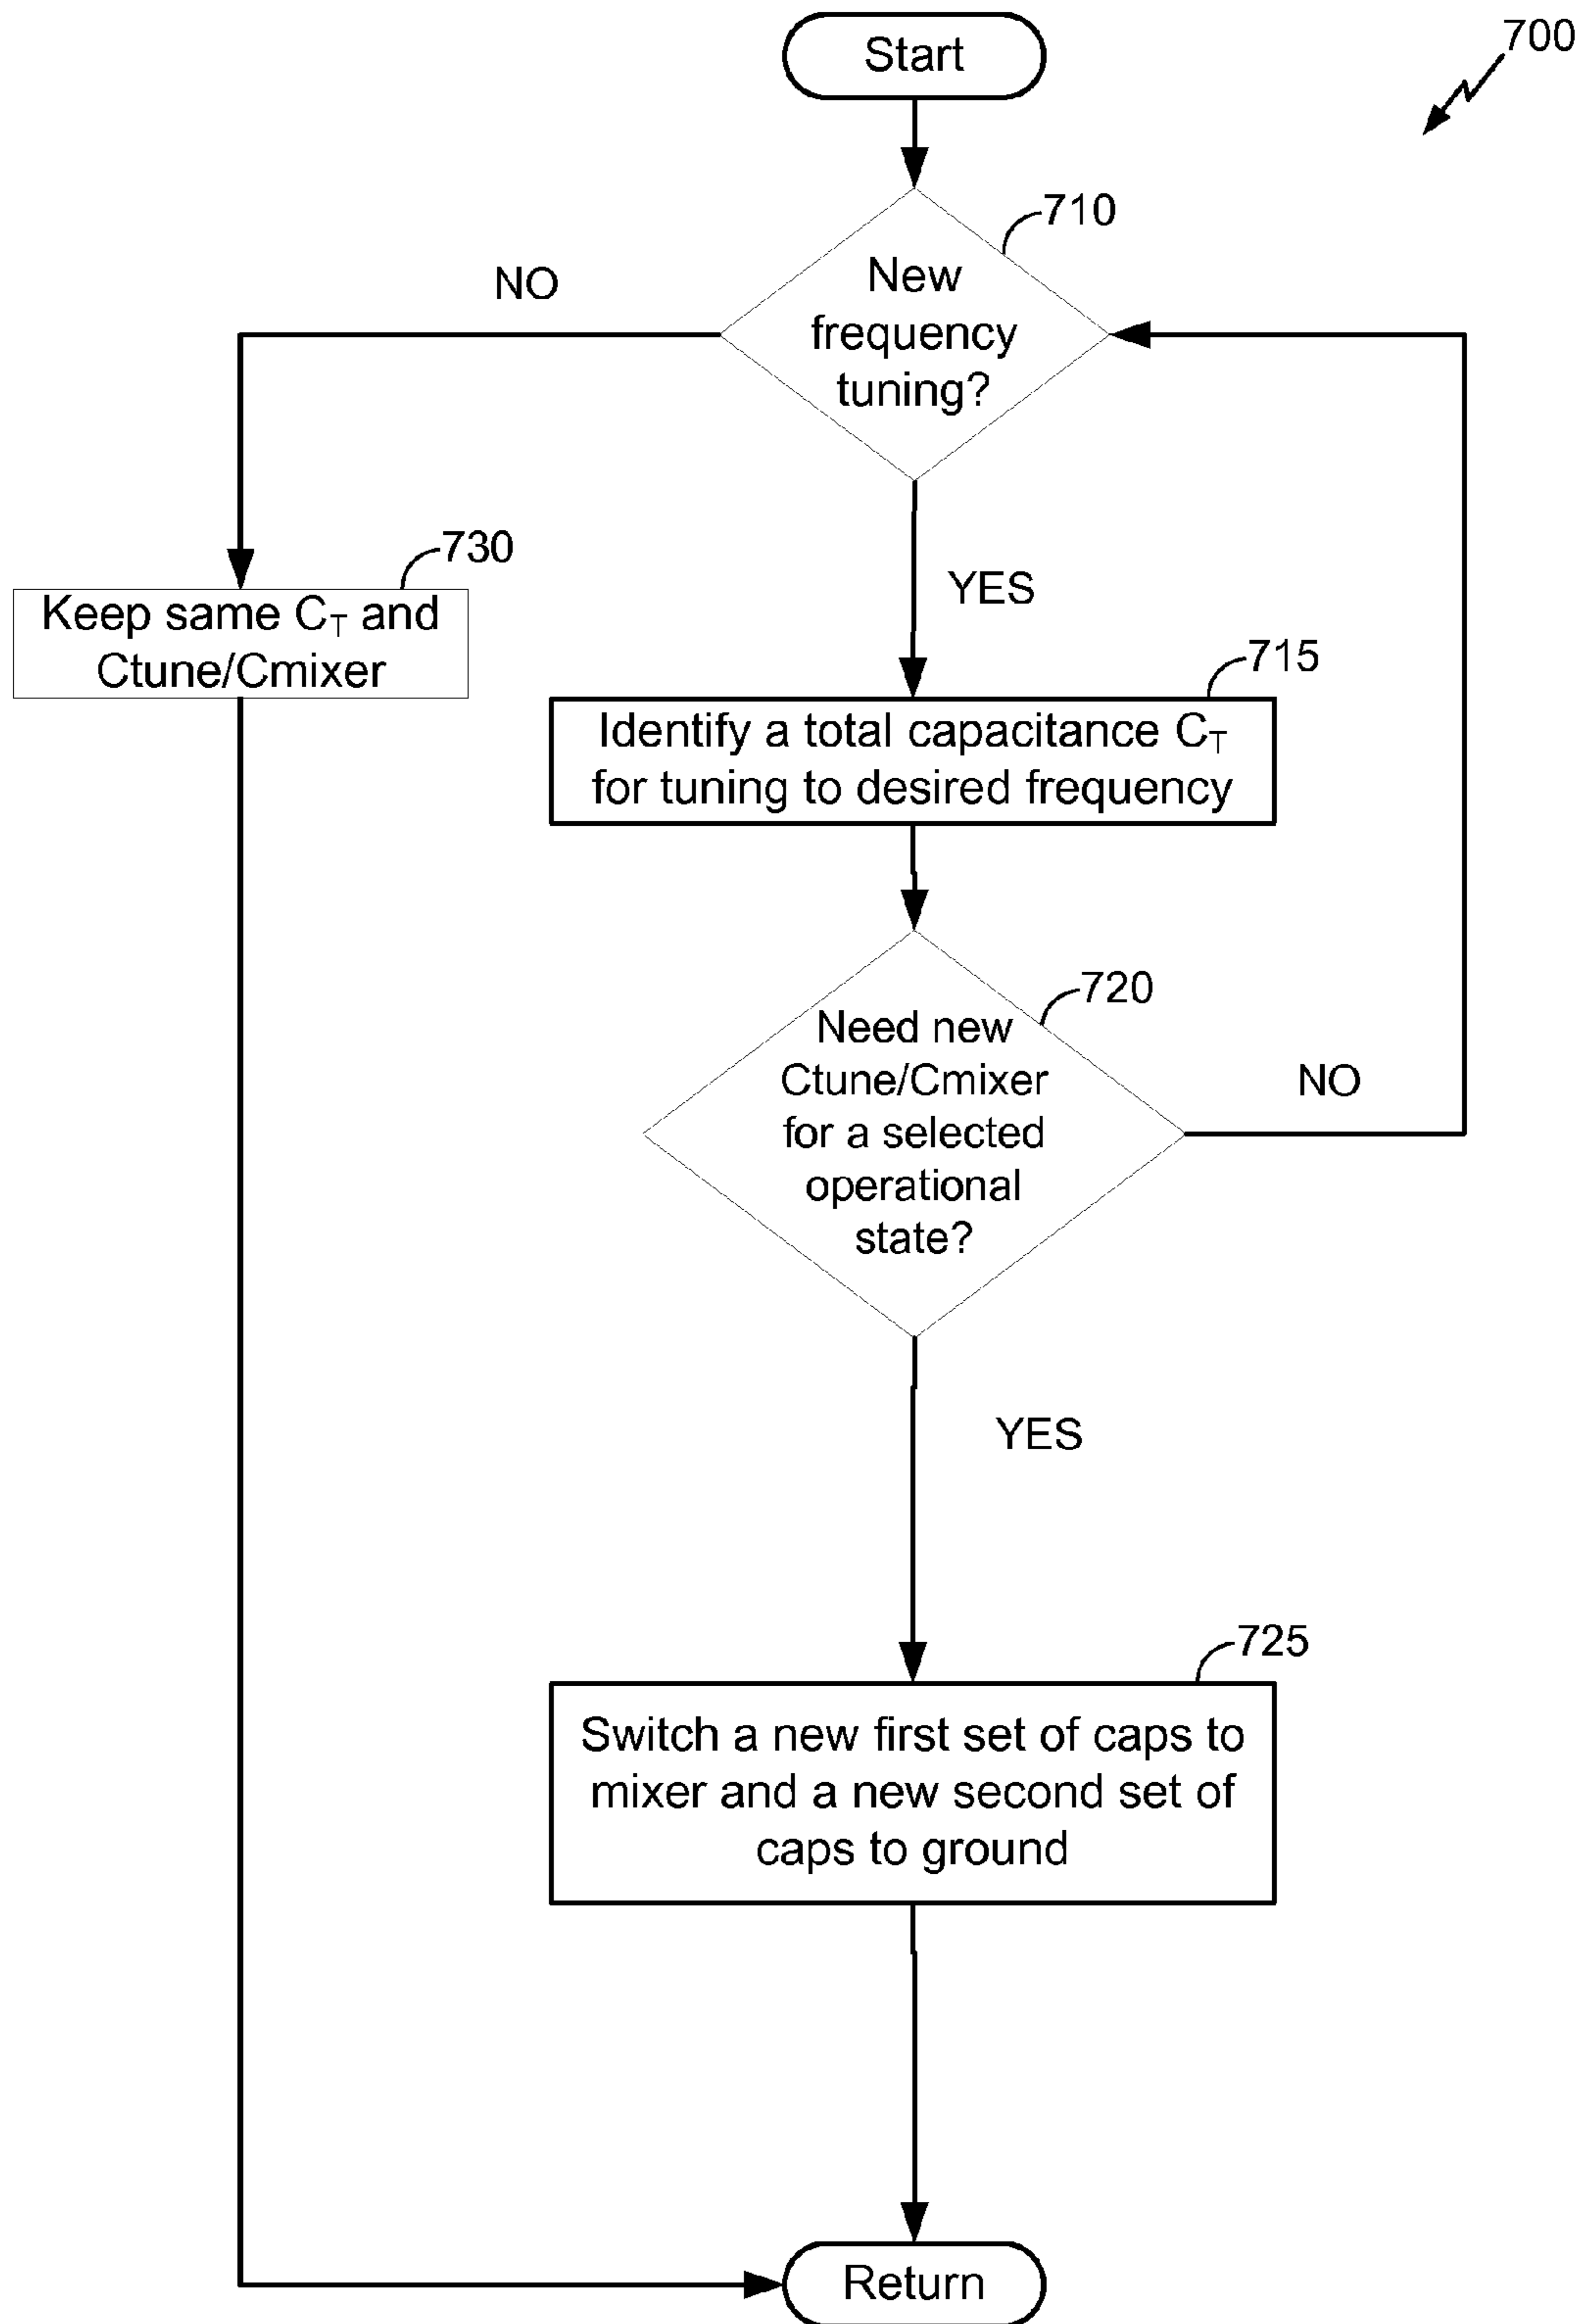 Start
700
710
New
frequency
tuning?
NO
YES
730
Keep same C_T and
Ctune/Cmixer
715
Identify a total capacitance C_T
for tuning to desired frequency
720
Need new
Ctune/Cmixer
for a selected
operational
state?
NO
YES
725
Switch a new first set of caps to
mixer and a new second set of
caps to ground
Return